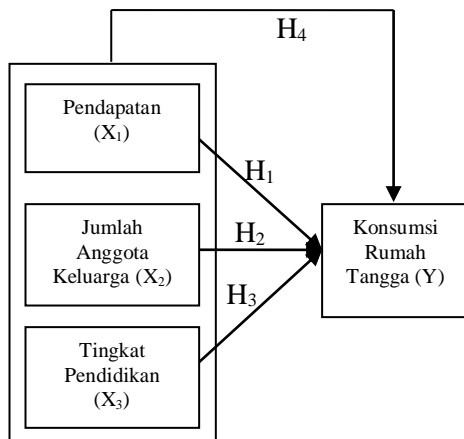 H₄
Pendapatan
(X₁)
H₁
Jumlah
Anggota
Keluarga (X₂)
H₂
Konsumsi
Rumah
Tangga (Y)
H₃
Tingkat
Pendidikan
(X₃)